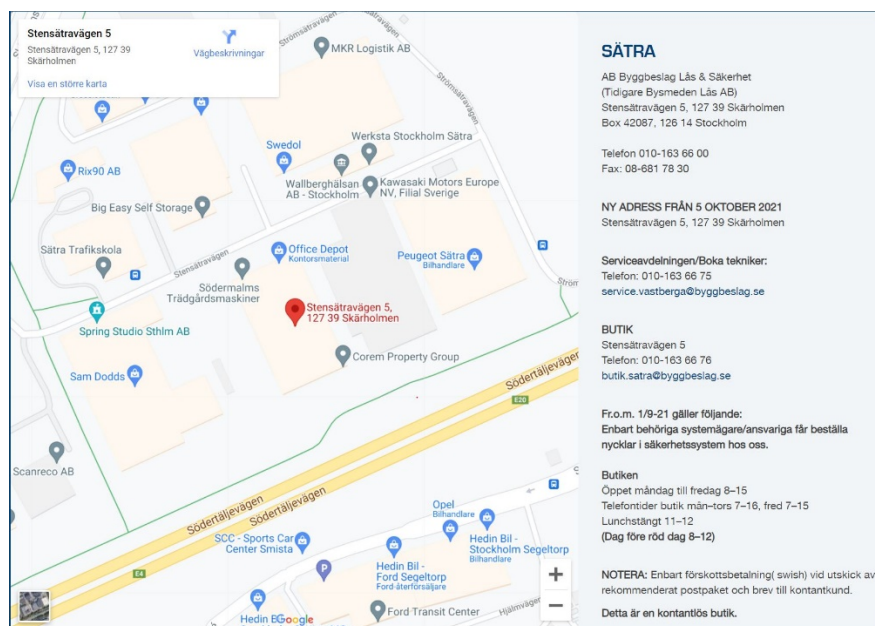 Stensätravägen 5
Stensätravägen 5, 127 39
Skärholmen
Vägbeskrivningar
Visa en större karta
Strömsätravägen
MKR Logistik AB
Strömsätravägen
Werksta Stockholm Sätra
Swedol
Rix90 AB
Wallberghälsan
AB - Stockholm
Kawasaki Motors Europe
NV, Filial Sverige
Big Easy Self Storage
Sätra Trafikskola
Office Depot
Kontorsmaterial
Peugeot Sätra
Bilhandlare
Stensätravägen
Södermalms
Trädgårdsmaskiner
Stensätravägen 5,
127 39 Skärholmen
Spring Studio Sthlm AB
Corem Property Group
Sam Dodds
Södertäljevägen
E20
Scanreco AB
Södertäljevägen
Södertäljevägen
Opel
Bilhandlare
SCC - Sports Car
Center Smista
Hedin Bil -
Stockholm Segeltorp
Bilhandlare
Hedin Bil -
Ford Segeltorp
Ford-återförsäljare
E4
P
Ford Transit Center
Hjälmvägen
Google
+
−
SÄTRA
AB Byggbeslag Lås & Säkerhet
(Tidigare Bysmeden Lås AB)
Stensätravägen 5, 127 39 Skärholmen
Box 42087, 126 14 Stockholm
Telefon 010-163 66 00
Fax: 08-681 78 30
NY ADRESS FRÅN 5 OKTOBER 2021
Stensätravägen 5, 127 39 Skärholmen
Serviceavdelningen/Boka tekniker:
Telefon: 010-163 66 75
service.vastberga@byggbeslag.se
BUTIK
Stensätravägen 5
Telefon: 010-163 66 76
butik.satra@byggbeslag.se
Fr.o.m. 1/9-21 gäller följande:
Enbart behöriga systemägare/ansvariga får beställa
nycklar i säkerhetssystem hos oss.
Butiken
Öppet måndag till fredag 8–15
Telefontider butik mån–tors 7–16, fred 7–15
Lunchstängt 11–12
(Dag före röd dag 8–12)
NOTERA: Enbart förskottsbetalning( swish) vid utskick av
rekommenderat postpaket och brev till kontantkund.
Detta är en kontantlös butik.